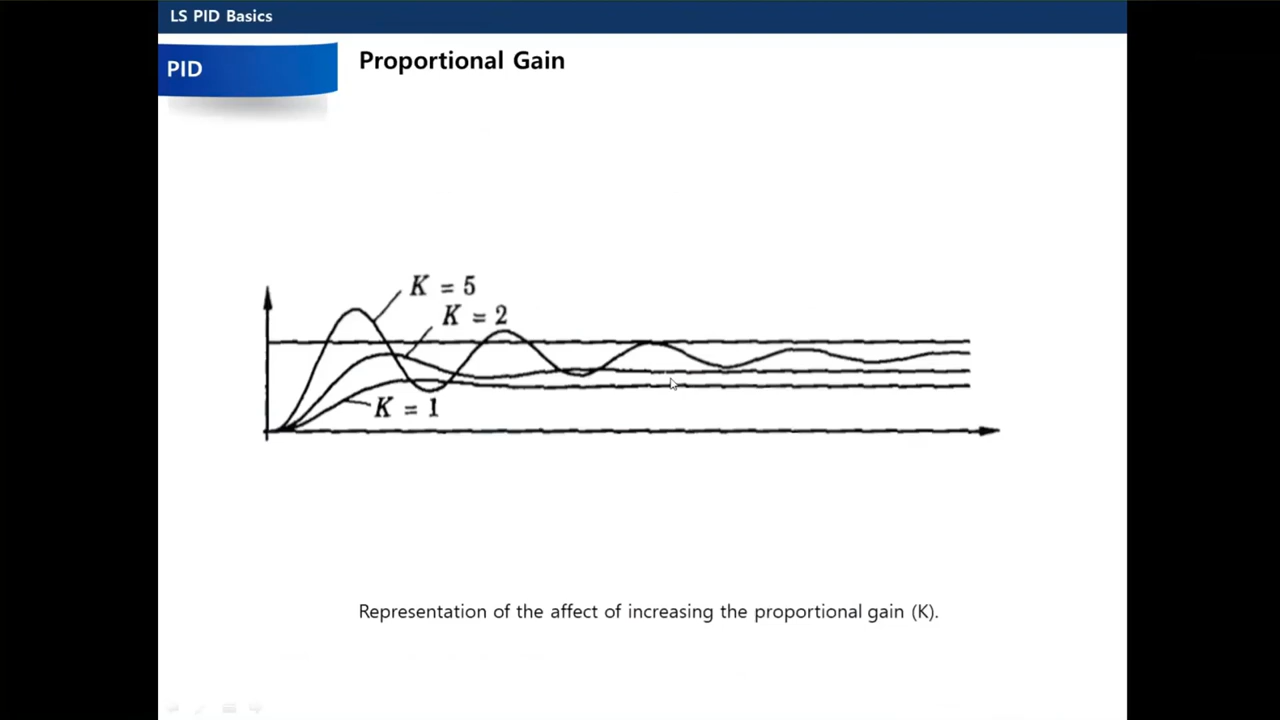 LS PID Basics
PID
Proportional Gain
K = 5
K = 2
K = 1
Representation of the affect of increasing the proportional gain (K).